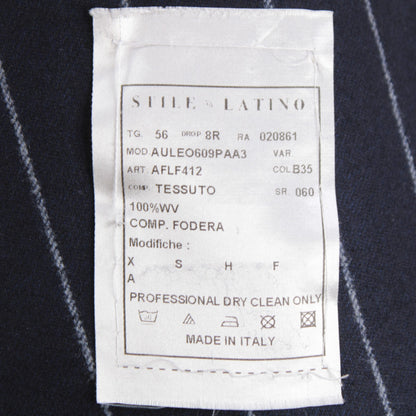 STILE LATINO
TG. 56 DROP 8R RA 020861
MOD. AULEO609PAA3 VAR.
ART. AFLF412 COL B35
COMP. TESSUTO SR. 060
100%WV
COMP. FODERA
Modifiche :
X S H F
A
PROFESSIONAL DRY CLEAN ONLY
MADE IN ITALY